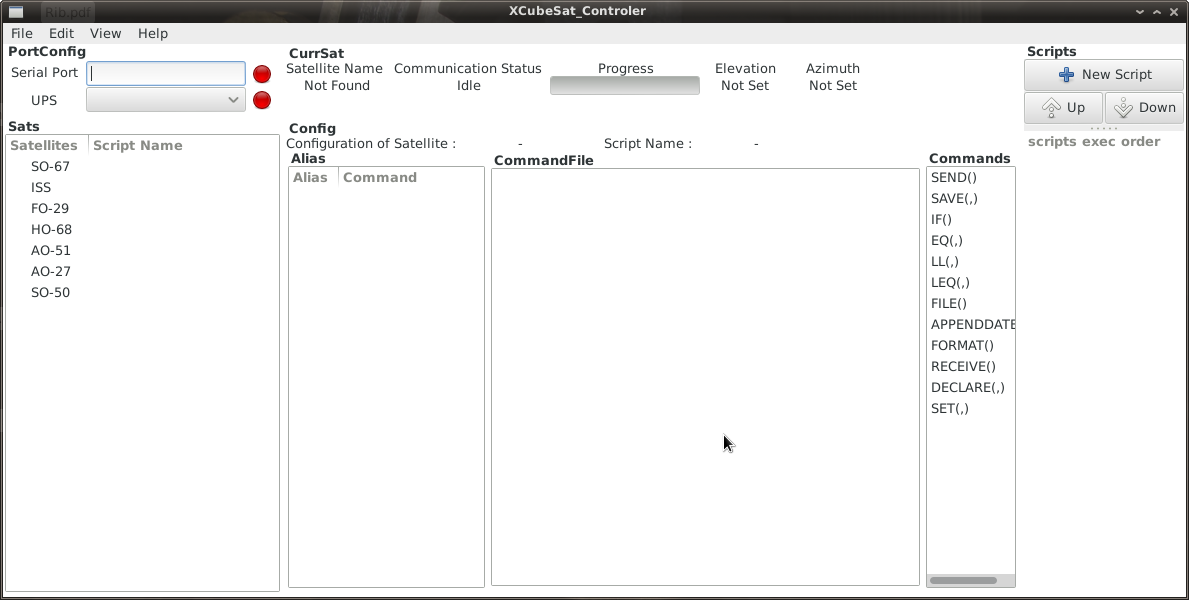 Rib.pdf
XCubeSat_Controler
File Edit View Help
PortConfig
Serial Port
UPS
CurrSat
Satellite Name Communication Status Progress Elevation Azimuth
Not Found Idle Not Set Not Set
Scripts
New Script
Up Down
scripts exec order
Sats
Satellites Script Name
SO-67
ISS
FO-29
HO-68
AO-51
AO-27
SO-50
Config
Configuration of Satellite : - Script Name : -
Alias
Alias Command
CommandFile
Commands
SEND()
SAVE(,)
IF()
EQ(,)
LL(,)
LEQ(,)
FILE()
APPENDDATE
FORMAT()
RECEIVE()
DECLARE(,)
SET(,)